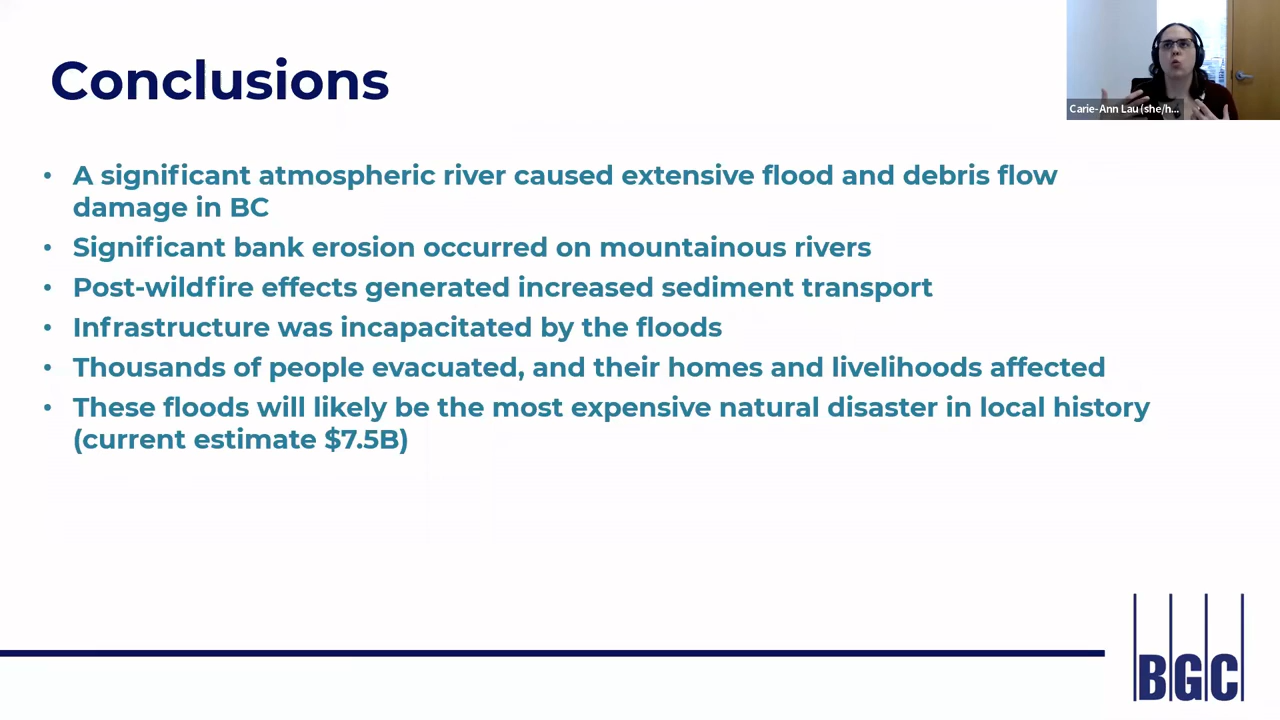 Conclusions
Carie-Ann Lau (she/h...
• A significant atmospheric river caused extensive flood and debris flow
damage in BC
• Significant bank erosion occurred on mountainous rivers
• Post-wildfire effects generated increased sediment transport
• Infrastructure was incapacitated by the floods
• Thousands of people evacuated, and their homes and livelihoods affected
• These floods will likely be the most expensive natural disaster in local history
(current estimate $7.5B)
BGC